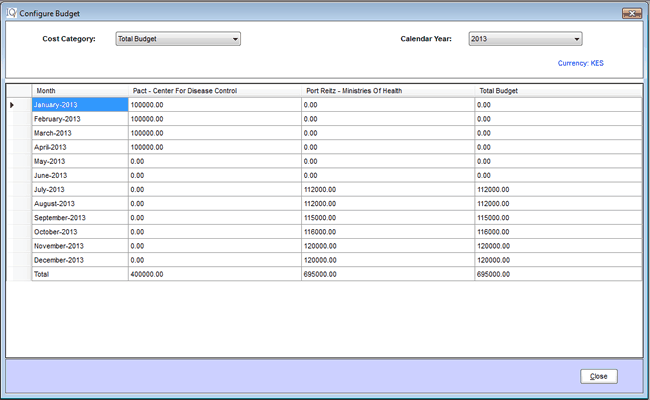 Configure Budget
Cost Category: Total Budget Calendar Year: 2013
Currency: KES
Month Pact - Center For Disease Control Port Reitz - Ministries Of Health Total Budget
January-2013 100000.00 0.00 0.00
February-2013 100000.00 0.00 0.00
March-2013 100000.00 0.00 0.00
April-2013 100000.00 0.00 0.00
May-2013 0.00 0.00 0.00
June-2013 0.00 0.00 0.00
July-2013 0.00 112000.00 112000.00
August-2013 0.00 112000.00 112000.00
September-2013 0.00 115000.00 115000.00
October-2013 0.00 116000.00 116000.00
November-2013 0.00 120000.00 120000.00
December-2013 0.00 120000.00 120000.00
Total 400000.00 695000.00 695000.00
Close